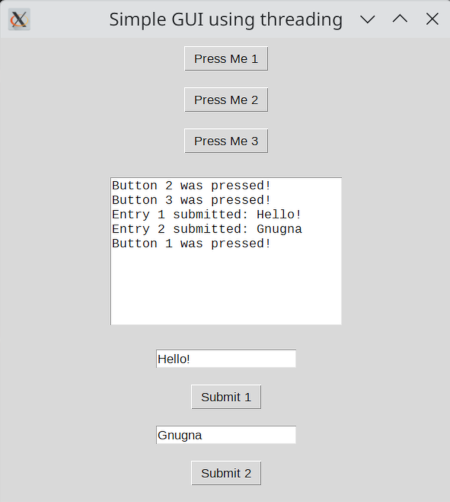 Simple GUI using threading
Press Me 1
Press Me 2
Press Me 3
Button 2 was pressed!
Button 3 was pressed!
Entry 1 submitted: Hello!
Entry 2 submitted: Gnugna
Button 1 was pressed!
Hello!
Submit 1
Gnugna
Submit 2